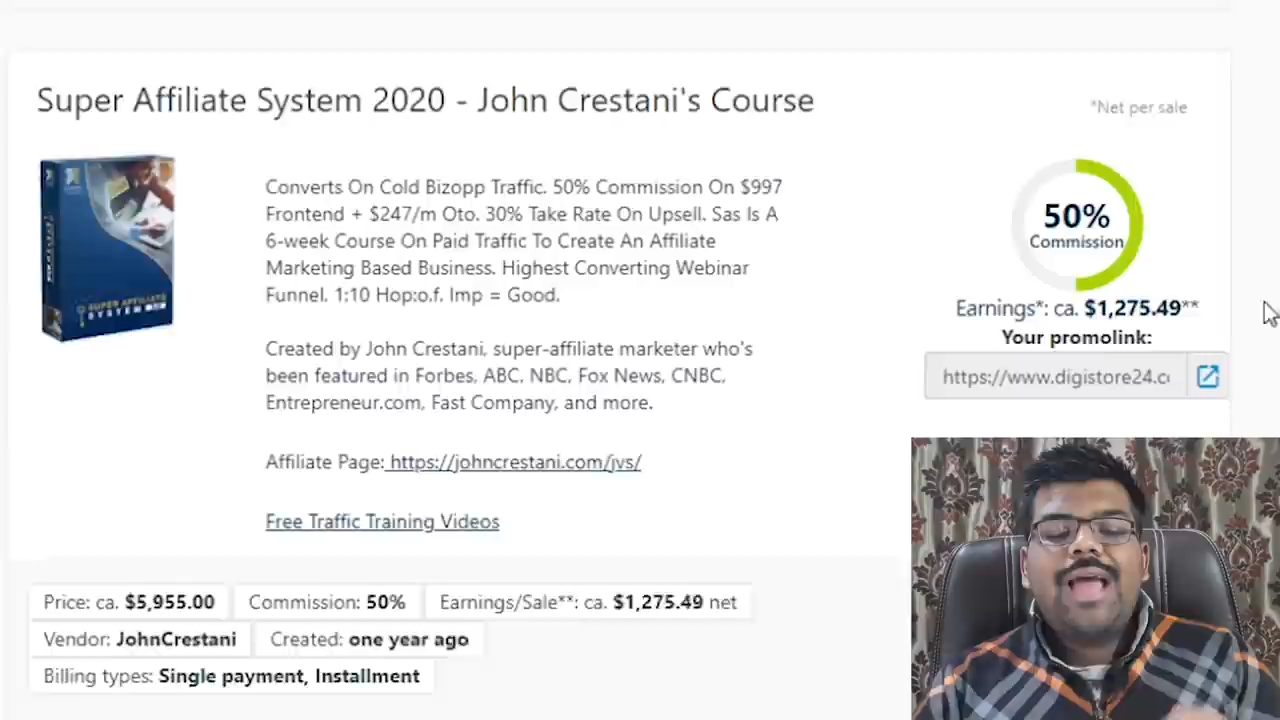 Super Affiliate System 2020 - John Crestani's Course
*Net per sale
Converts On Cold Bizopp Traffic. 50% Commission On $997
Frontend + $247/m Oto. 30% Take Rate On Upsell. Sas Is A
6-week Course On Paid Traffic To Create An Affiliate
Marketing Based Business. Highest Converting Webinar
Funnel. 1:10 Hop:o.f. Imp = Good.
Created by John Crestani, super-affiliate marketer who's
been featured in Forbes, ABC, NBC, Fox News, CNBC,
Entrepreneur.com, Fast Company, and more.
Affiliate Page: https://johncrestani.com/jvs/
Free Traffic Training Videos
50%
Commission
Earnings*: ca. $1,275.49**
Your promolink:
https://www.digistore24.c
SUPER AFFILIATE
SYSTEM
Price: ca. $5,955.00
Commission: 50%
Earnings/Sale**: ca. $1,275.49 net
Vendor: JohnCrestani
Created: one year ago
Billing types: Single payment, Installment